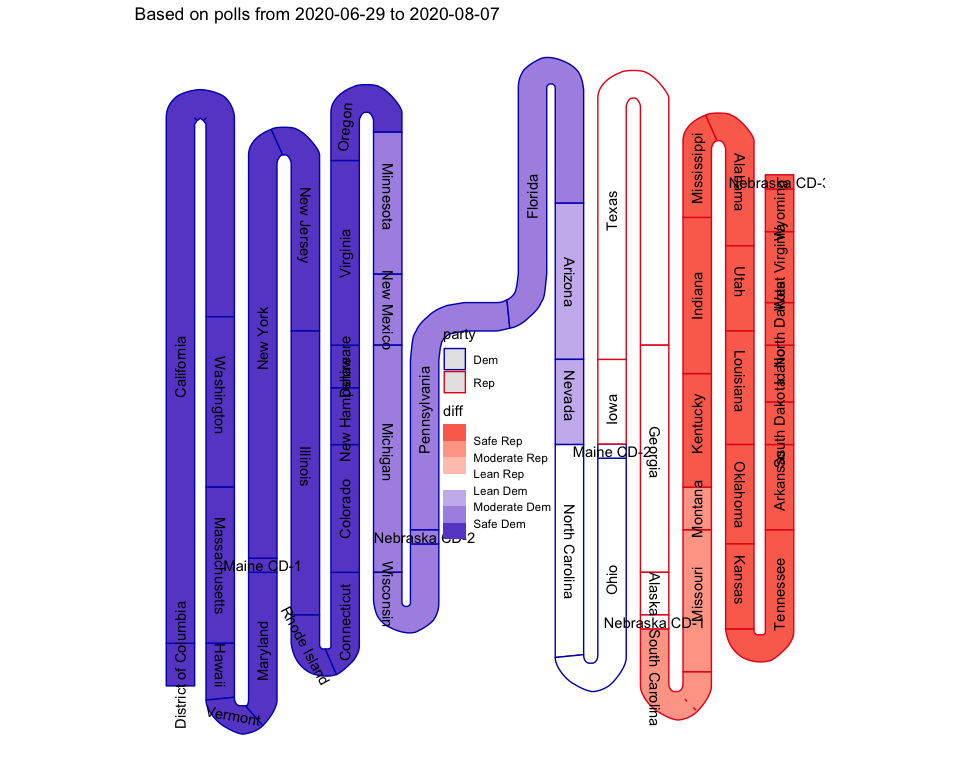 Based on polls from 2020-06-29 to 2020-08-07
District of Columbia
California
Washington
Massachusetts
Hawaii
Vermont
Maryland
Maine CD-1
New York
New Jersey
Illinois
Rhode Island
Connecticut
Colorado
New Hampshire
Delaware
Virginia
Oregon
Minnesota
New Mexico
Michigan
Wisconsin
Nebraska CD-2
Pennsylvania
Florida
Arizona
Nevada
North Carolina
Ohio
Maine CD-2
Iowa
Texas
Georgia
Alaska
Nebraska CD-1
South Carolina
Missouri
Montana
Kentucky
Indiana
Mississippi
Alabama
Utah
Louisiana
Oklahoma
Kansas
Tennessee
Arkansas
South Dakota
Idaho
North Dakota
West Virginia
Wyoming
Nebraska CD-3
party
Dem
Rep
diff
Safe Rep
Moderate Rep
Lean Rep
Lean Dem
Moderate Dem
Safe Dem